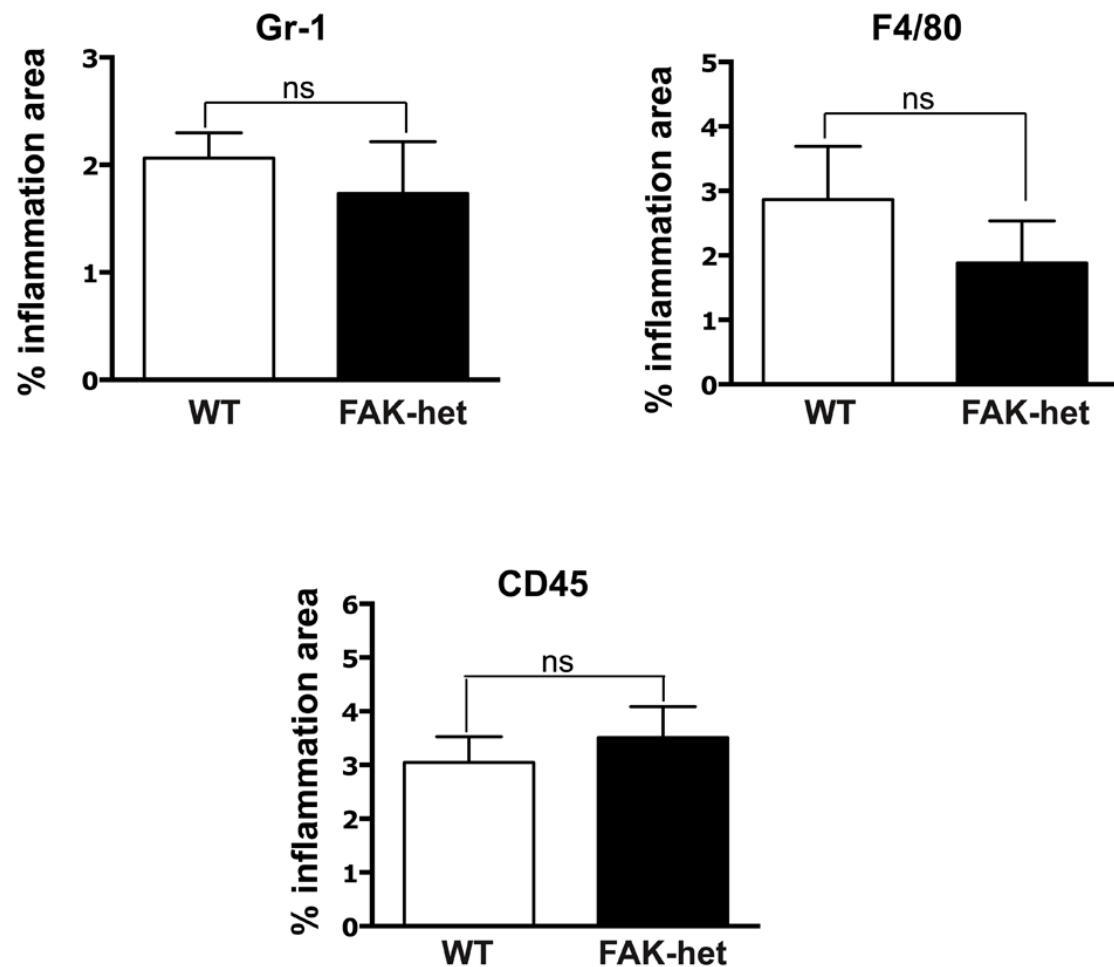 Gr-1
% inflammation area
3
2
1
0
ns
WT FAK-het
F4/80
% inflammation area
5
4
3
2
1
0
ns
WT FAK-het
CD45
% inflammation area
6
5
4
3
2
1
0
ns
WT FAK-het